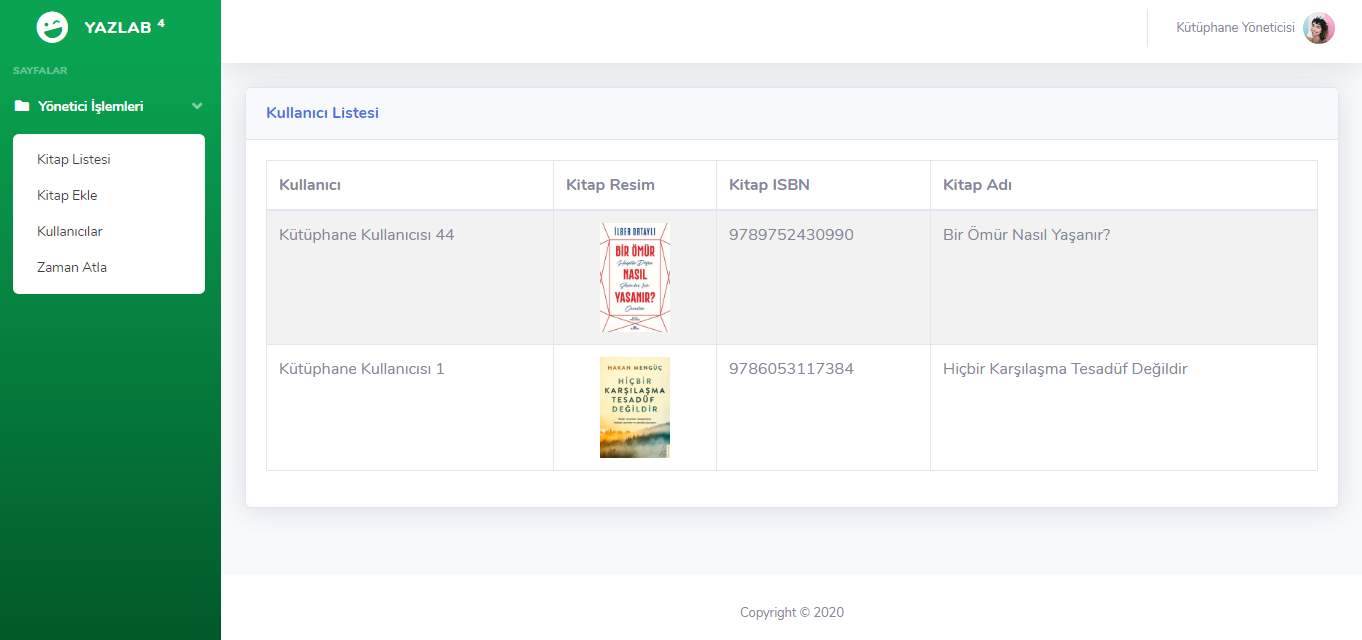 YAZLAB 4
Kütüphane Yöneticisi
SAYFALAR
Yönetici İşlemleri
Kitap Listesi
Kitap Ekle
Kullanıcılar
Zaman Atla
Kullanıcı Listesi
Kullanıcı Kitap Resim Kitap ISBN Kitap Adı
Kütüphane Kullanıcısı 44 9789752430990 Bir Ömür Nasıl Yaşanır?
İLBER ORTAYLI
BİR ÖMÜR
NASIL
YAŞANIR?
Kütüphane Kullanıcısı 1 9786053117384 Hiçbir Karşılaşma Tesadüf Değildir
HAKAN MENGÜÇ
HİÇBİR
KARŞILAŞMA
TESADÜF
DEĞİLDİR
Copyright © 2020